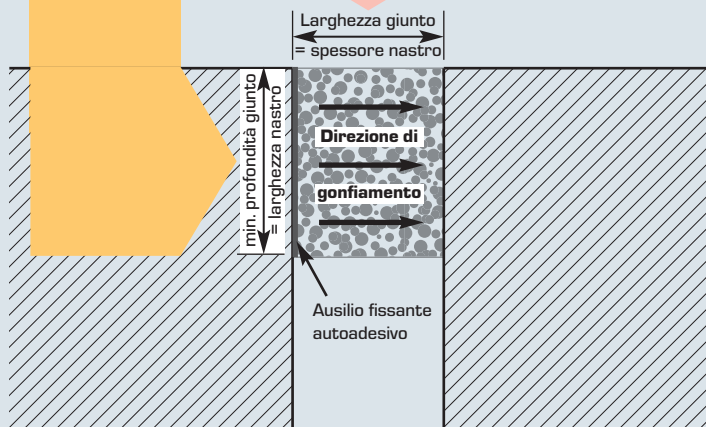 Larghezza giunto
= spessore nastro
min. profondità giunto
= larghezza nastro
Direzione di
gonfiamento
Ausilio fissante
autoadesivo